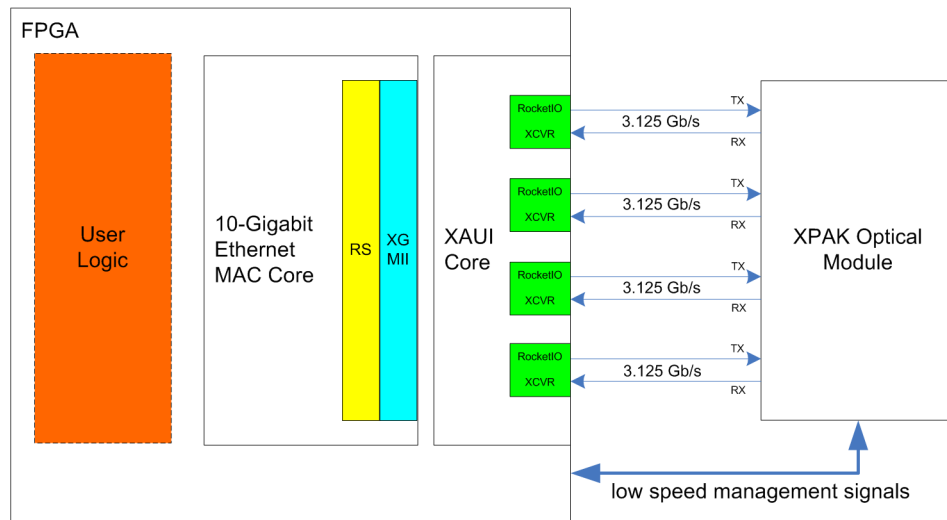 FPGA
User
Logic
10-Gigabit
Ethernet
MAC Core
RS
XG
MII
XAUI
Core
RocketIO
XCVR
TX
3.125 Gb/s
RX
RocketIO
XCVR
TX
3.125 Gb/s
RX
RocketIO
XCVR
TX
3.125 Gb/s
RX
RocketIO
XCVR
TX
3.125 Gb/s
RX
XPAK Optical
Module
low speed management signals